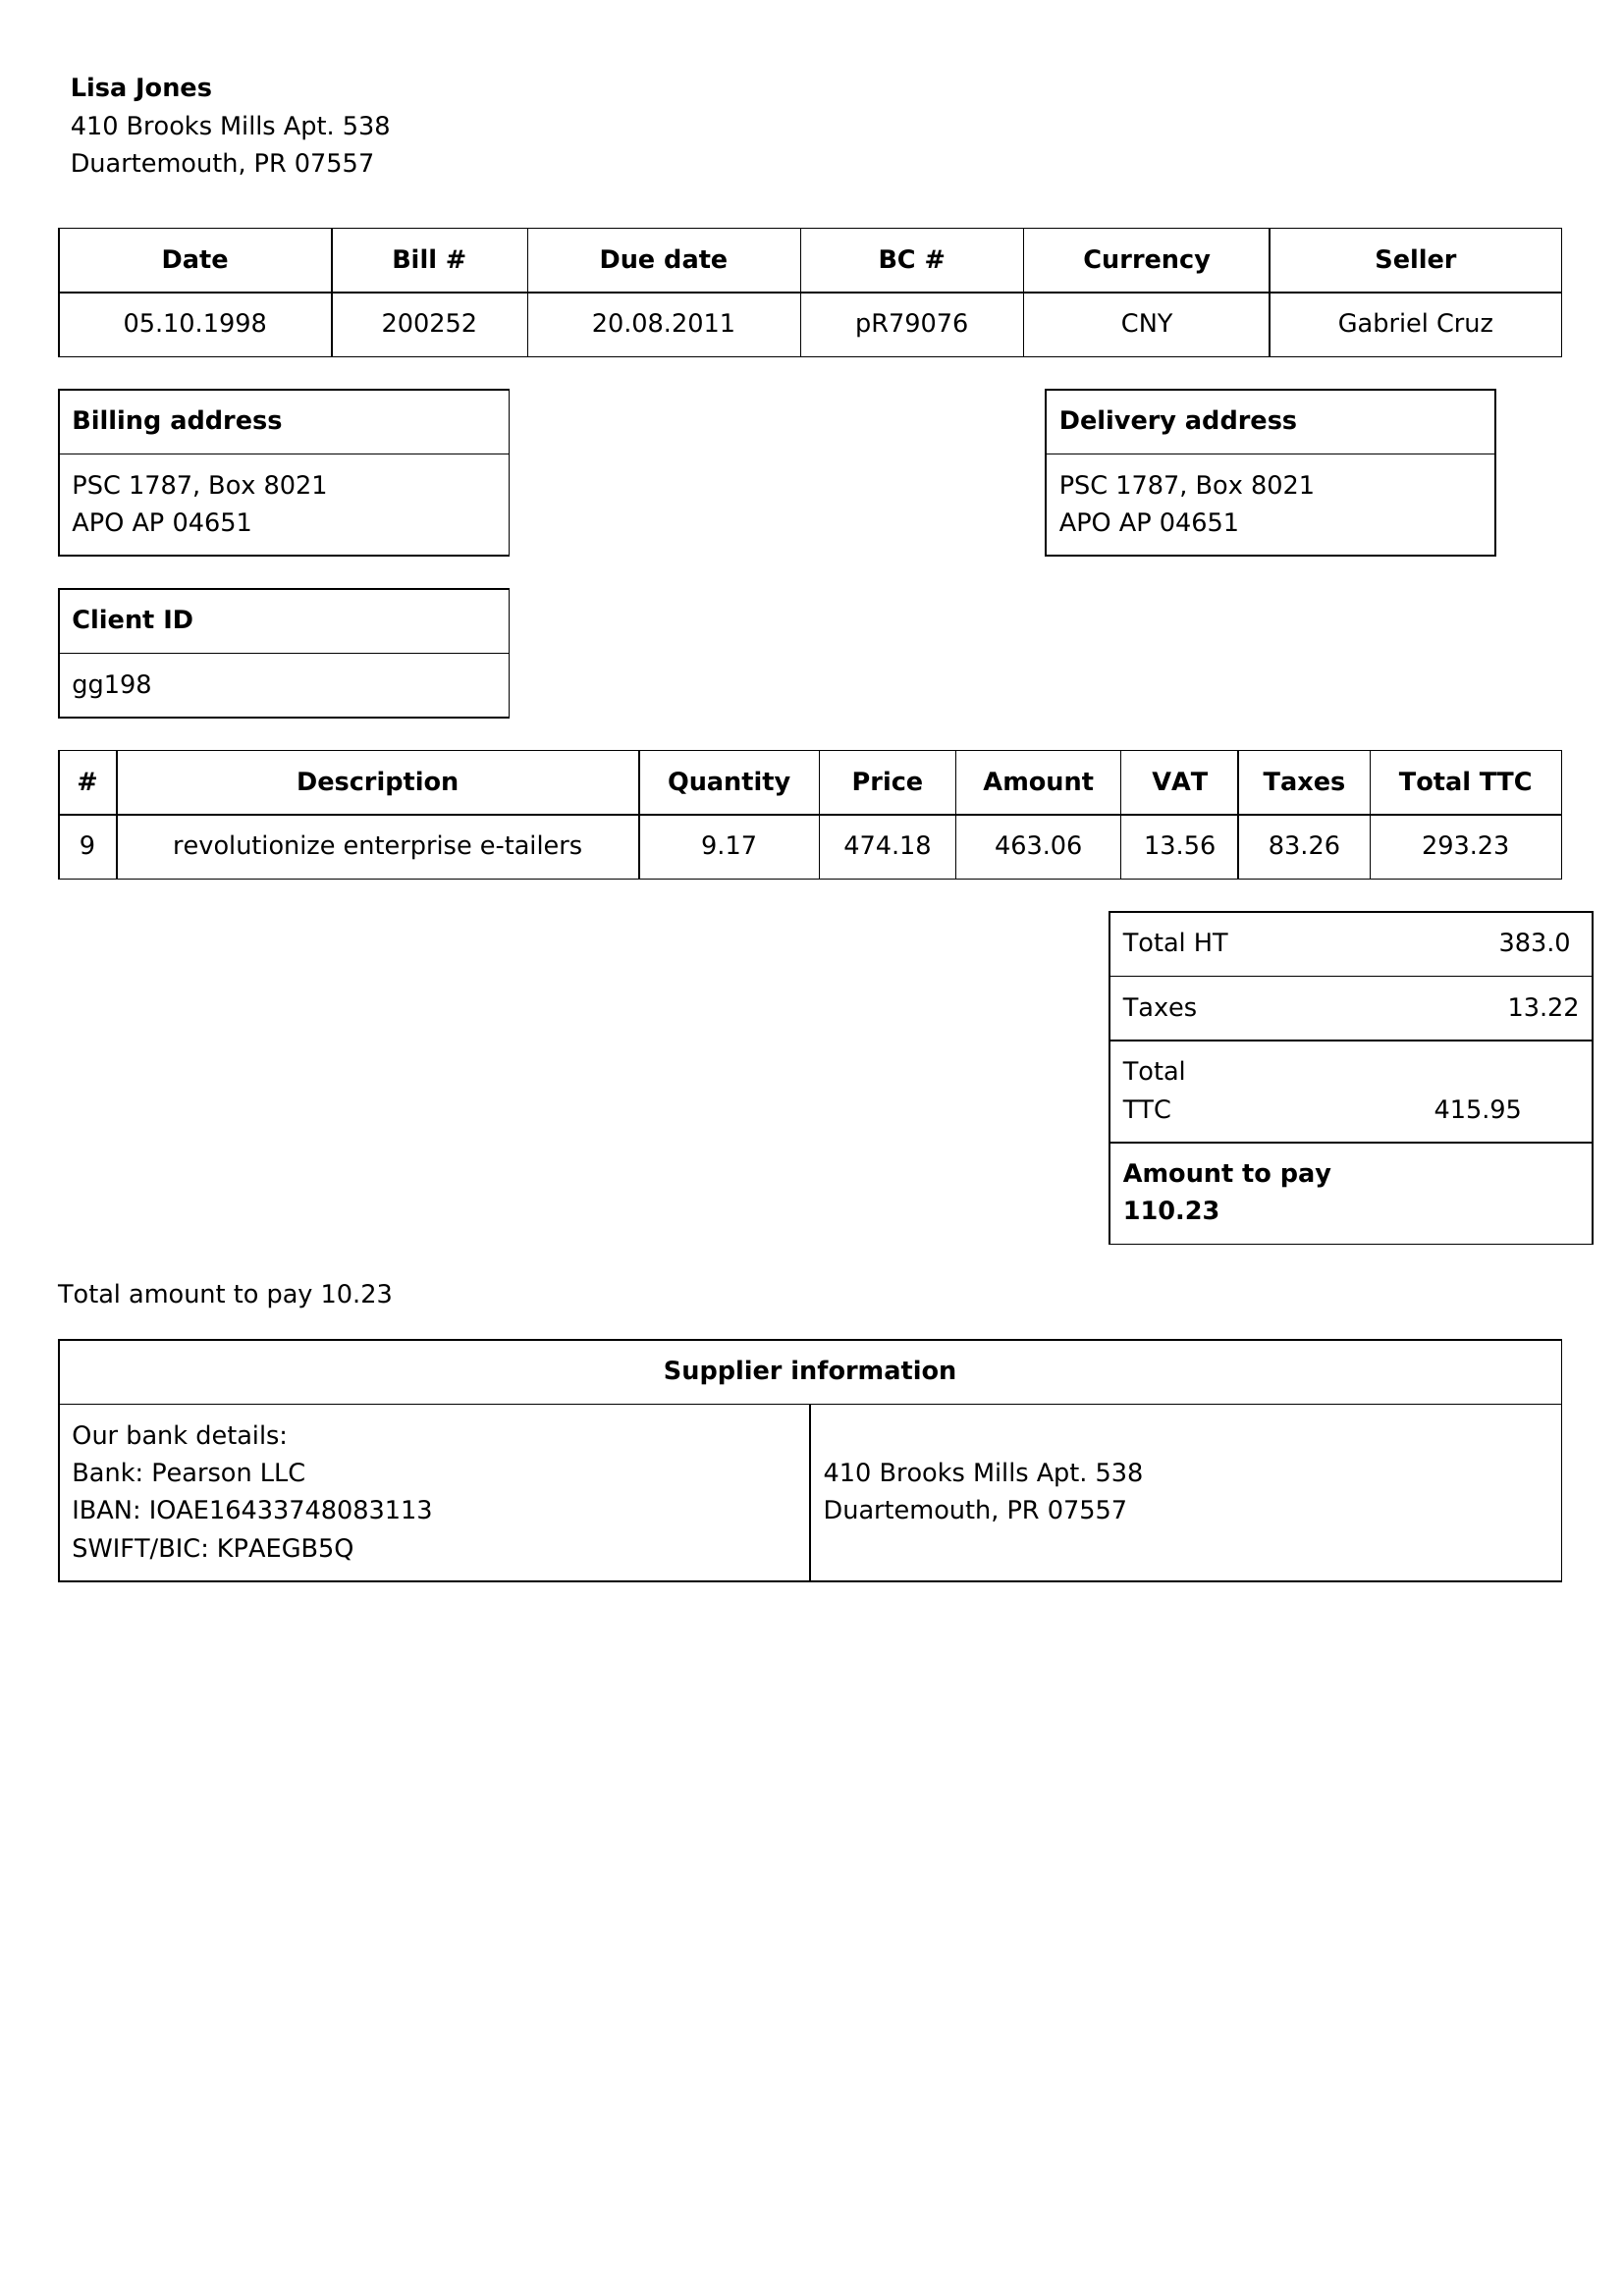 Lisa Jones
410 Brooks Mills Apt. 538
Duartemouth, PR 07557
Date Bill # Due date BC # Currency Seller
05.10.1998 200252 20.08.2011 pR79076 CNY Gabriel Cruz
Billing address
PSC 1787, Box 8021
APO AP 04651
Delivery address
PSC 1787, Box 8021
APO AP 04651
Client ID
gg198
# Description Quantity Price Amount VAT Taxes Total TTC
9 revolutionize enterprise e-tailers 9.17 474.18 463.06 13.56 83.26 293.23
Total HT 383.0
Taxes 13.22
Total
TTC 415.95
Amount to pay
110.23
Total amount to pay 10.23
Supplier information
Our bank details:
Bank: Pearson LLC
IBAN: IOAE16433748083113
SWIFT/BIC: KPAEGB5Q
410 Brooks Mills Apt. 538
Duartemouth, PR 07557